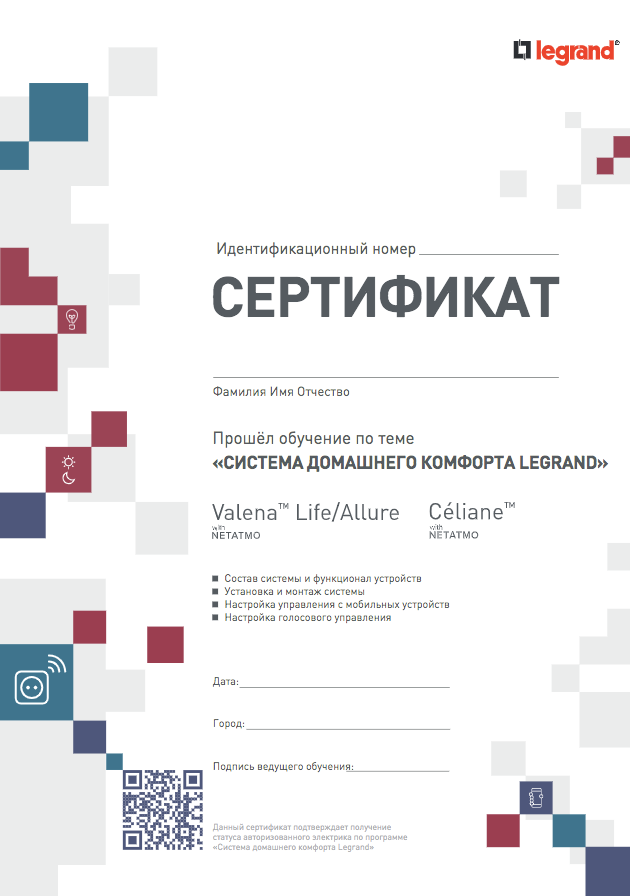 legrand®
Идентификационный номер
СЕРТИФИКАТ
Фамилия Имя Отчество
Прошёл обучение по теме
«СИСТЕМА ДОМАШНЕГО КОМФОРТА LEGRAND»
Valena™ Life/Allure
with
NETATMO
Céliane™
with
NETATMO
■ Состав системы и функционал устройств
■ Установка и монтаж системы
■ Настройка управления с мобильных устройств
■ Настройка голосового управления
Дата:
Город:
Подпись ведущего обучения:
Данный сертификат подтверждает получение
статуса авторизованного электрика по программе
«Система домашнего комфорта Legrand»